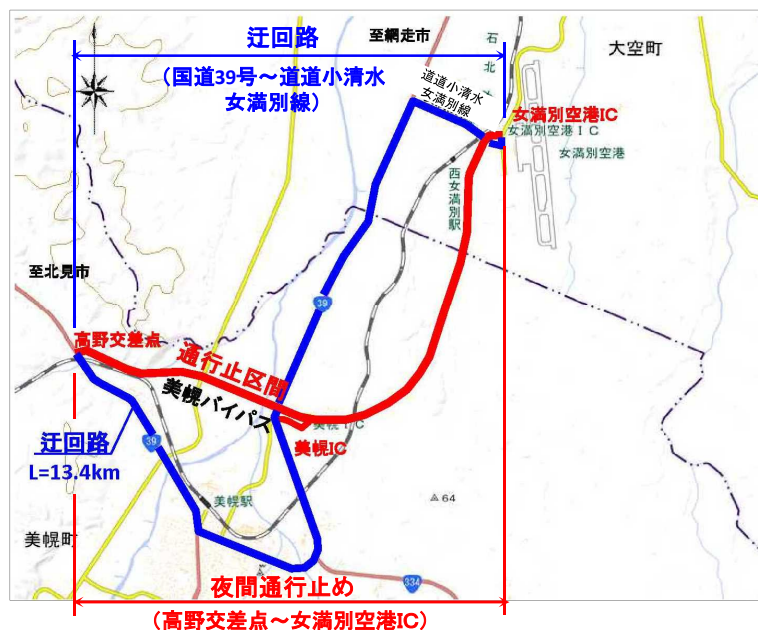 迂回路
(国道39号～道道小清水
女満別線)
至網走市
石北
大空町
道道小清水
女満別線
女満別空港IC
女満別空港IC
女満別空港
西女満別駅
至北見市
39
高野交差点
通行止区間
美幌バイパス
美幌IC
美幌IC
迂回路
L=13.4km
39
美幌駅
64
美幌町
334
夜間通行止め
(高野交差点～女満別空港IC)